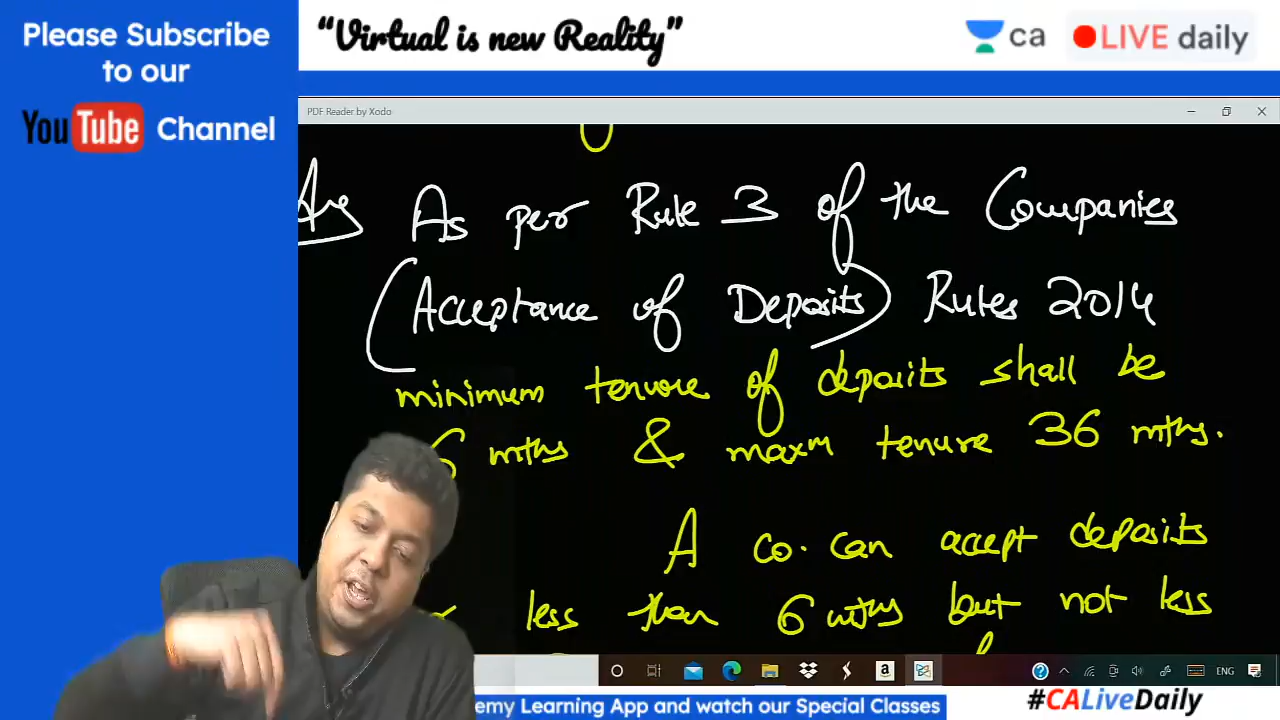 Please Subscribe
to our
YouTube Channel
“Virtual is new Reality”
ca
LIVE daily
PDF Reader by Xodo
Ans As per Rule 3 of the Companies
(Acceptance of Deposits) Rules 2014
minimum tenure of deposits shall be
6 mths & maxm tenure 36 mths.
A co. can accept deposits
less than 6 mths but not less
ENG
emy Learning App and watch our Special Classes
#CALiveDaily